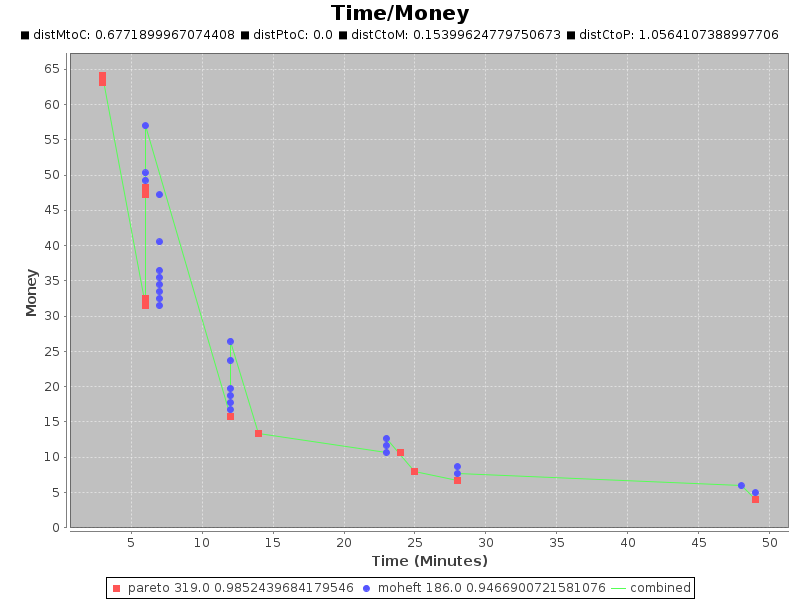 Time/Money
distMtoC: 0.6771899967074408 distPtoC: 0.0 distCtoM: 0.15399624779750673 distCtoP: 1.0564107388997706
65
60
55
50
45
40
35
30
25
20
15
10
5
0
Money
5 10 15 20 25 30 35 40 45 50
Time (Minutes)
pareto 319.0 0.9852439684179546 moheft 186.0 0.9466900721581076 combined